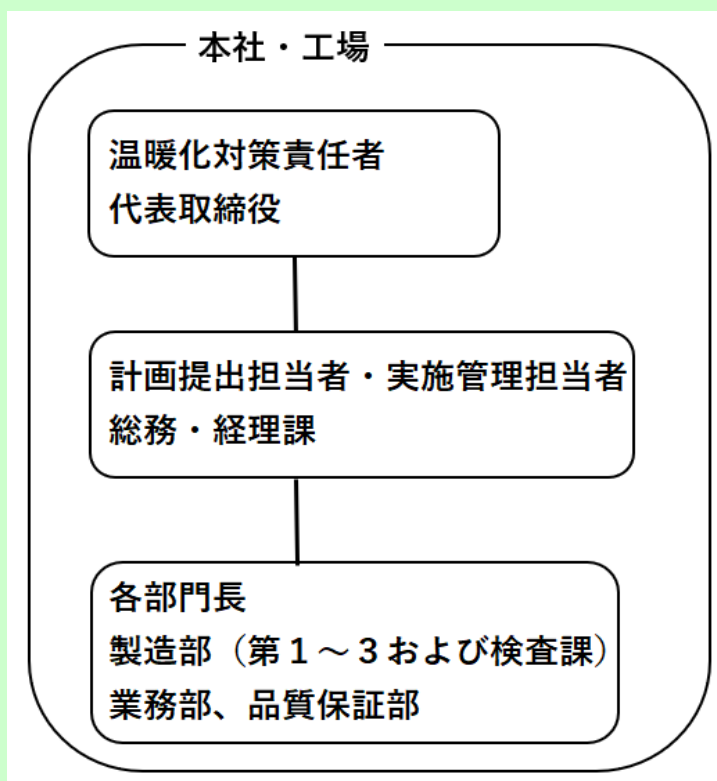 本社・工場
温暖化対策責任者
代表取締役
計画提出担当者・実施管理担当者
総務・経理課
各部門長
製造部（第１～３および検査課）
業務部、品質保証部